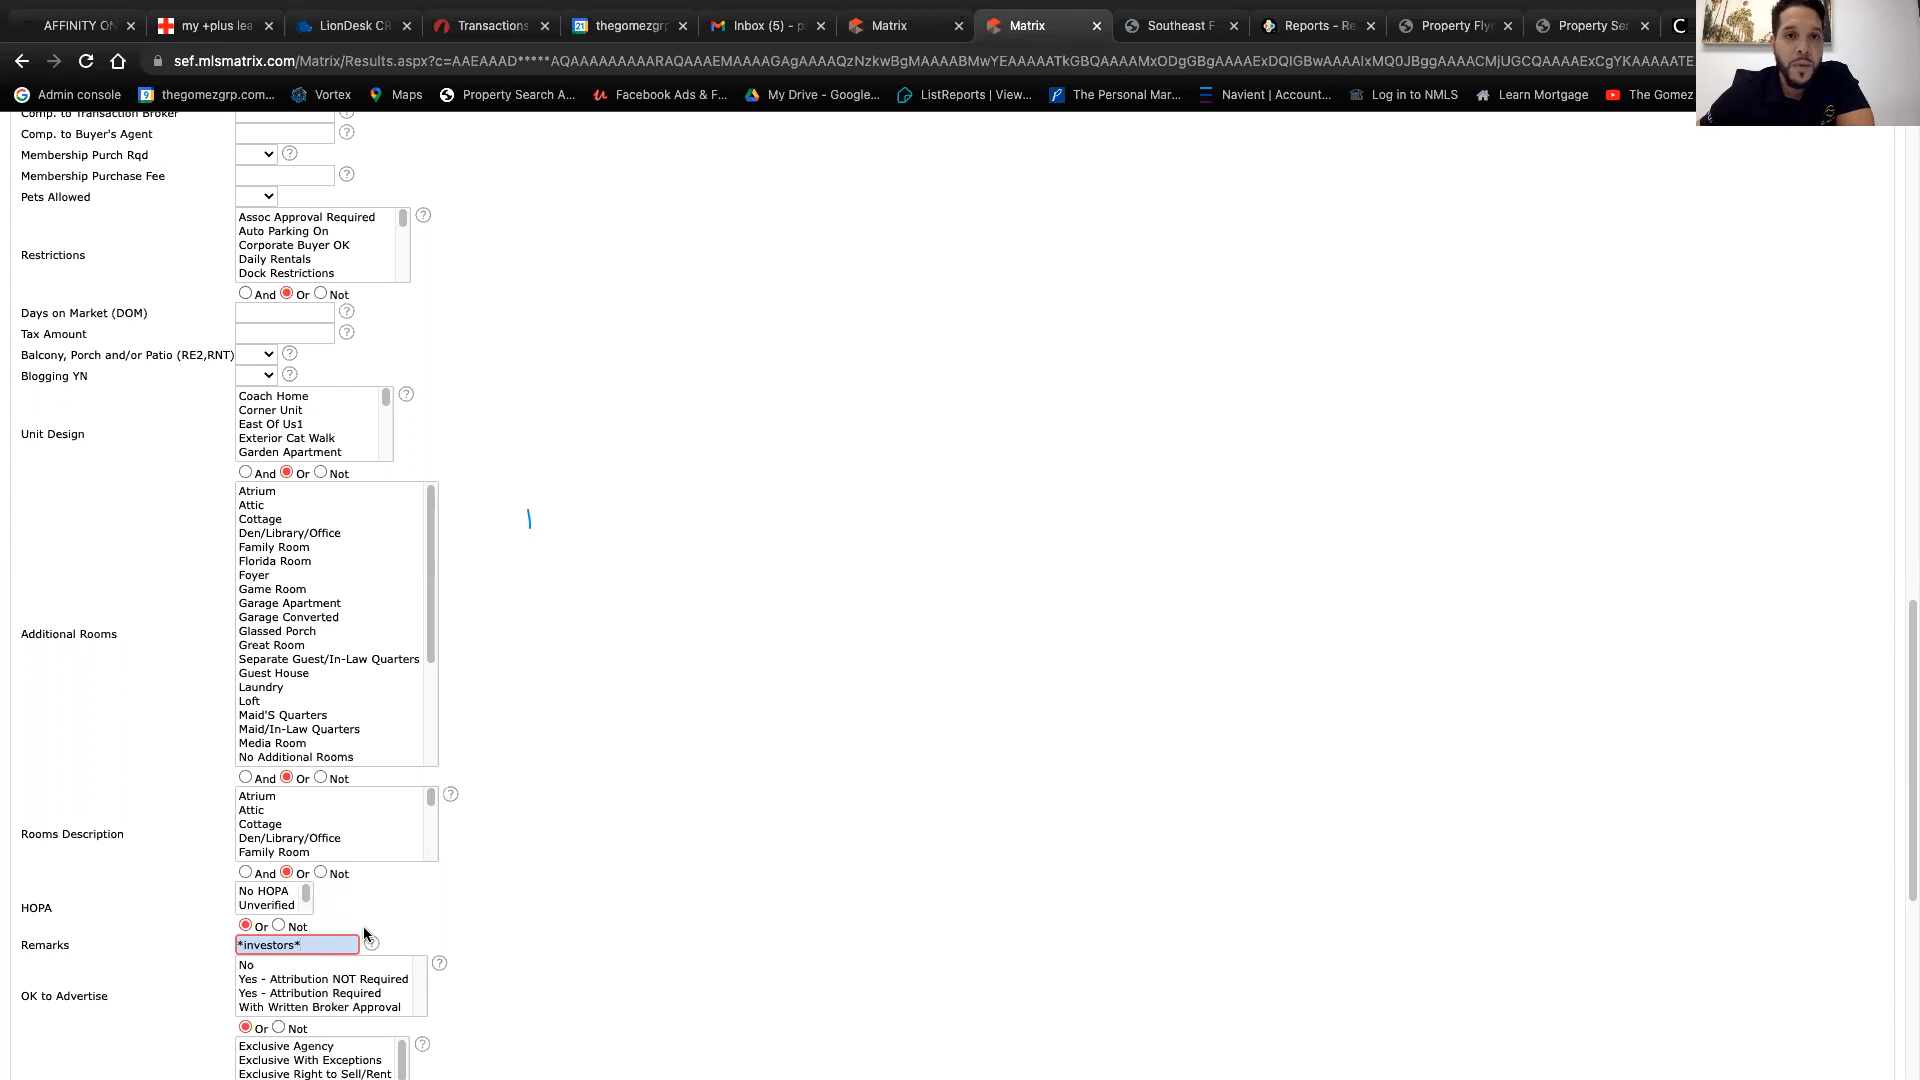 AFFINITY ON
my +plus lea
LionDesk CR
Transactions
thegomezgrp
Inbox (5) - p
Matrix
Matrix
Southeast F
Reports - Re
Property Fly
Property Sea
sef.mlsmatrix.com/Matrix/Results.aspx?c=
Admin console
thegomezgrp.com...
Vortex
Maps
Property Search A...
Facebook Ads & F...
My Drive - Google...
ListReports | View...
The Personal Mar...
Navient | Account...
Log in to NMLS
Learn Mortgage
The Gomez
Comp. to Transaction Broker
Comp. to Buyer's Agent
Membership Purch Rqd
Membership Purchase Fee
Pets Allowed
Restrictions
Assoc Approval Required
Auto Parking On
Corporate Buyer OK
Daily Rentals
Dock Restrictions
And Or Not
Days on Market (DOM)
Tax Amount
Balcony, Porch and/or Patio (RE2,RNT)
Blogging YN
Unit Design
Coach Home
Corner Unit
East Of Us1
Exterior Cat Walk
Garden Apartment
And Or Not
Additional Rooms
Atrium
Attic
Cottage
Den/Library/Office
Family Room
Florida Room
Foyer
Game Room
Garage Apartment
Garage Converted
Glassed Porch
Great Room
Separate Guest/In-Law Quarters
Guest House
Laundry
Loft
Maid'S Quarters
Maid/In-Law Quarters
Media Room
No Additional Rooms
And Or Not
Rooms Description
Atrium
Attic
Cottage
Den/Library/Office
Family Room
And Or Not
HOPA
No HOPA
Unverified
Or Not
Remarks
*investors*
OK to Advertise
No
Yes - Attribution NOT Required
Yes - Attribution Required
With Written Broker Approval
Or Not
Exclusive Agency
Exclusive With Exceptions
Exclusive Right to Sell/Rent